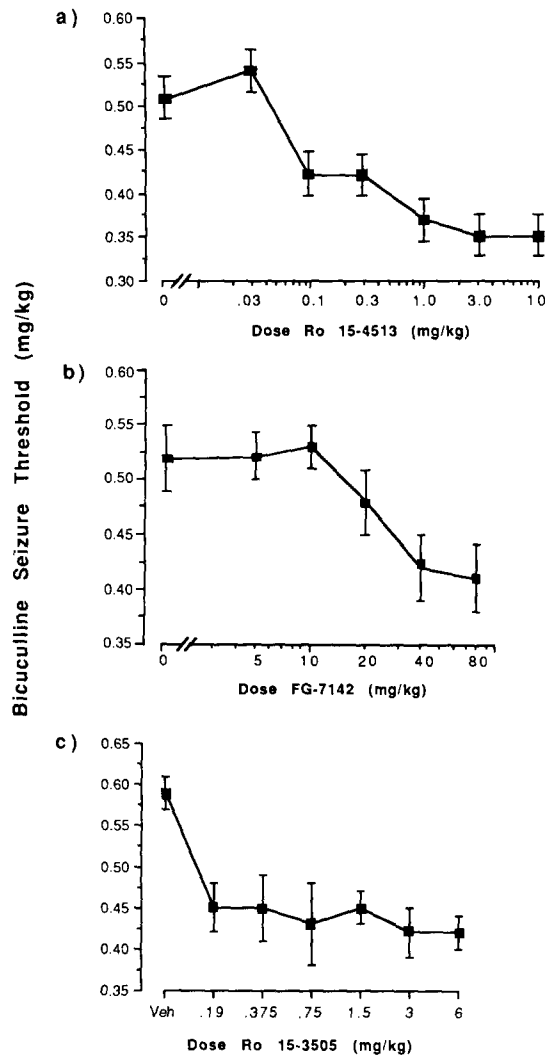 a)
0.60
0.55
0.50
0.45
0.40
0.35
0.30
0 .03 0.1 0.3 1.0 3.0 10
Dose Ro 15-4513 (mg/kg)
Bicuculline Seizure Threshold (mg/kg)
b)
0.60
0.55
0.50
0.45
0.40
0.35
0 5 10 20 40 80
Dose FG-7142 (mg/kg)
c)
0.65
0.60
0.55
0.50
0.45
0.40
0.35
Veh .19 .375 .75 1.5 3 6
Dose Ro 15-3505 (mg/kg)